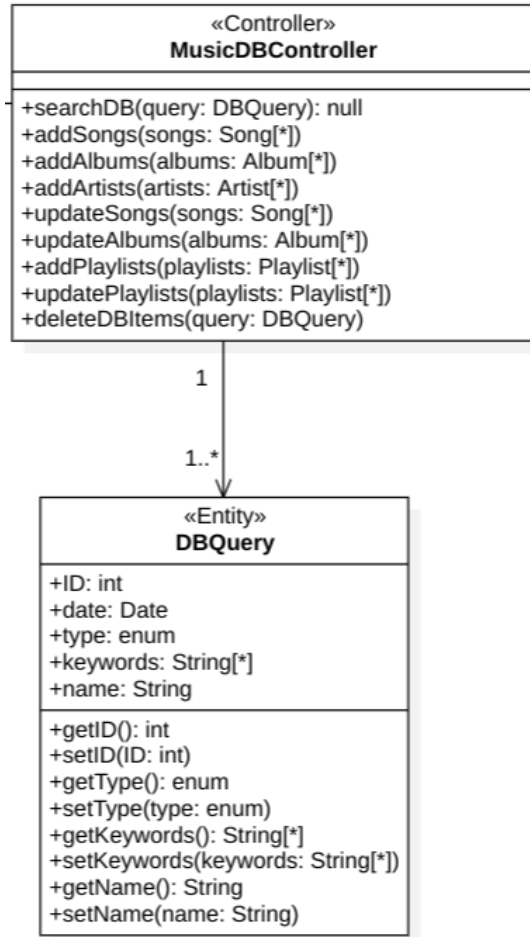 «Controller»
MusicDBController
+searchDB(query: DBQuery): null
+addSongs(songs: Song[*])
+addAlbums(albums: Album[*])
+addArtists(artists: Artist[*])
+updateSongs(songs: Song[*])
+updateAlbums(albums: Album[*])
+addPlaylists(playlists: Playlist[*])
+updatePlaylists(playlists: Playlist[*])
+deleteDBItems(query: DBQuery)
1
1..*
«Entity»
DBQuery
+ID: int
+date: Date
+type: enum
+keywords: String[*]
+name: String
+getID(): int
+setID(ID: int)
+getType(): enum
+setType(type: enum)
+getKeywords(): String[*]
+setKeywords(keywords: String[*])
+getName(): String
+setName(name: String)